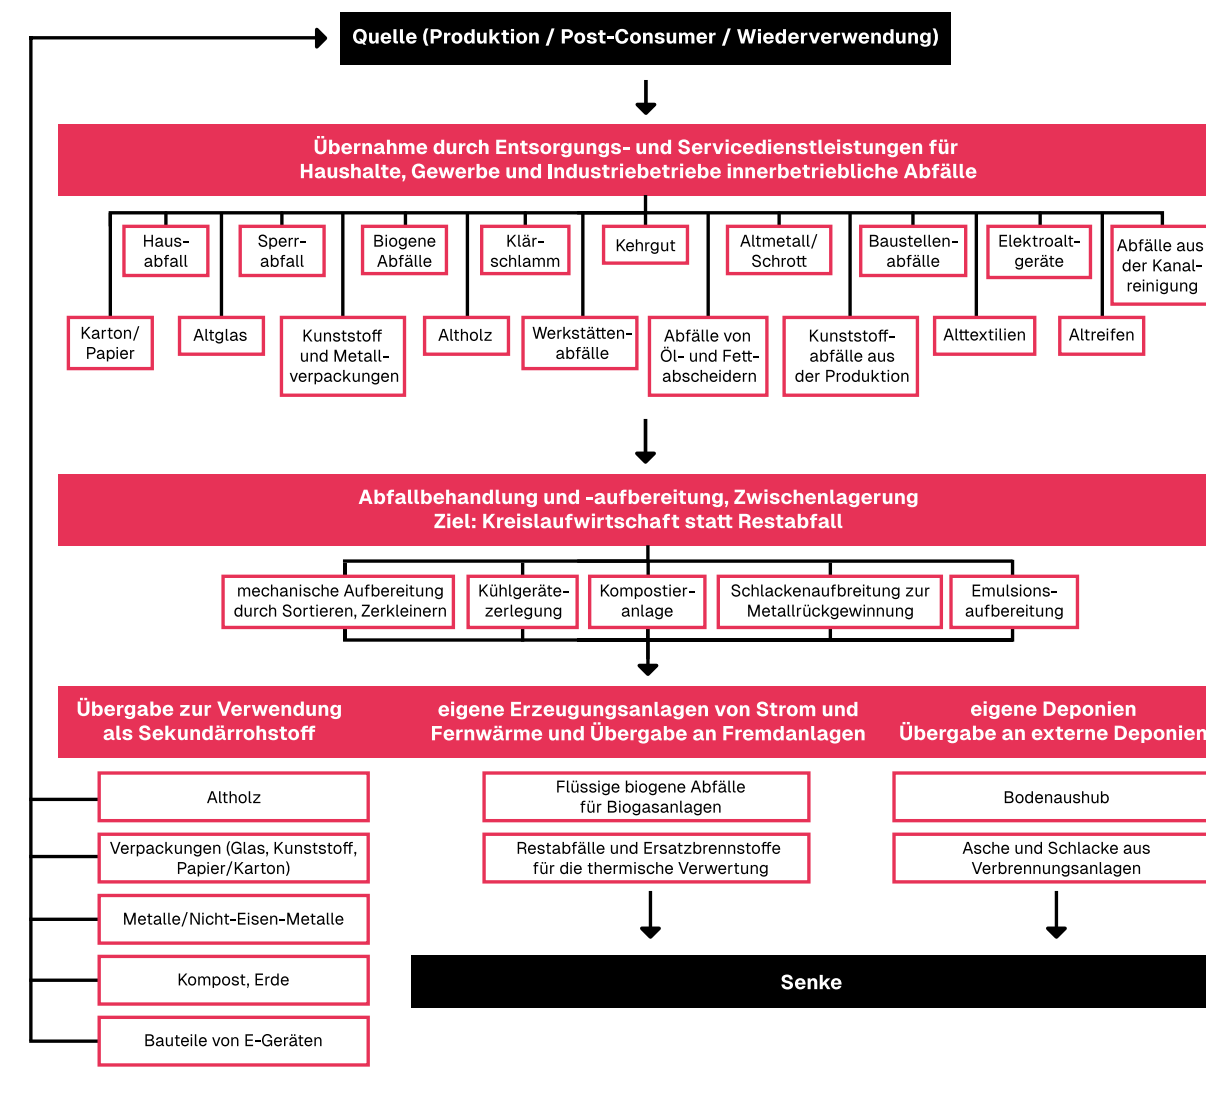 Quelle (Produktion / Post-Consumer / Wiederverwendung)
Übernahme durch Entsorgungs- und Servicedienstleistungen für
Haushalte, Gewerbe und Industriebetriebe innerbetriebliche Abfälle
Haus-
abfall
Sperr-
abfall
Biogene
Abfälle
Klär-
schlamm
Kehrgut
Altmetall/
Schrott
Baustellen-
abfälle
Elektroalt-
geräte
Abfälle aus
der Kanal-
reinigung
Karton/
Papier
Altglas
Kunststoff
und Metall-
verpackungen
Altholz
Werkstätten-
abfälle
Abfälle von
Öl- und Fett-
abscheidern
Kunststoff-
abfälle aus
der Produktion
Alttextilien
Altreifen
Abfallbehandlung und -aufbereitung, Zwischenlagerung
Ziel: Kreislaufwirtschaft statt Restabfall
mechanische Aufbereitung
durch Sortieren, Zerkleinern
Kühlgeräte-
zerlegung
Kompostier-
anlage
Schlackenaufbreitung zur
Metallrückgewinnung
Emulsions-
aufbereitung
Übergabe zur Verwendung
als Sekundärrohstoff
eigene Erzeugungsanlagen von Strom und
Fernwärme und Übergabe an Fremdanlagen
eigene Deponien
Übergabe an externe Deponien
Altholz
Verpackungen (Glas, Kunststoff,
Papier/Karton)
Metalle/Nicht-Eisen-Metalle
Kompost, Erde
Bauteile von E-Geräten
Flüssige biogene Abfälle
für Biogasanlagen
Restabfälle und Ersatzbrennstoffe
für die thermische Verwertung
Bodenaushub
Asche und Schlacke aus
Verbrennungsanlagen
Senke